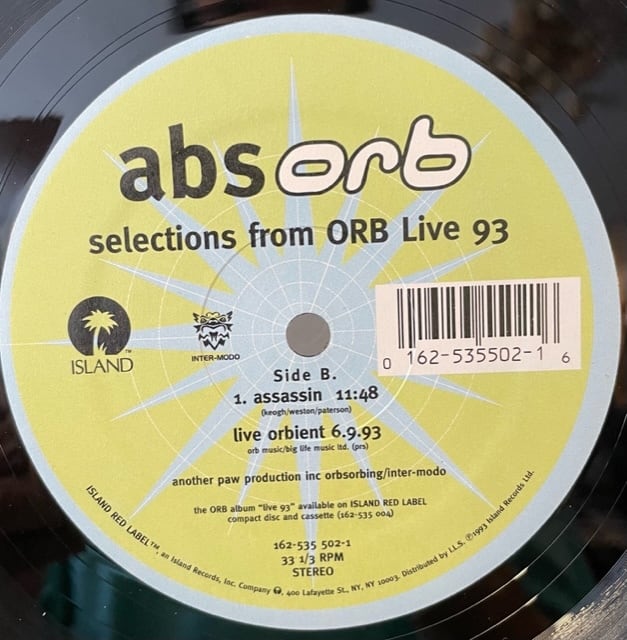 absorb
selections from ORB Live 93
ISLAND™
INTER-MODO
0 162-535502-1 6
Side B.
1. assassin 11:48
(keogh/weston/paterson)
live orbient 6.9.93
orb music/big life music ltd. (prs)
another paw production inc orbsorbing/inter-modo
the ORB album "live 93" available on ISLAND RED LABEL
compact disc and cassette (162-535 004)
162-535 502-1
33 1/3 RPM
STEREO
ISLAND RED LABEL™, an Island Records, Inc. Company, 400 Lafayette St., NY, NY 10003. Distributed by I.L.S. ℗1993 Island Records Ltd.